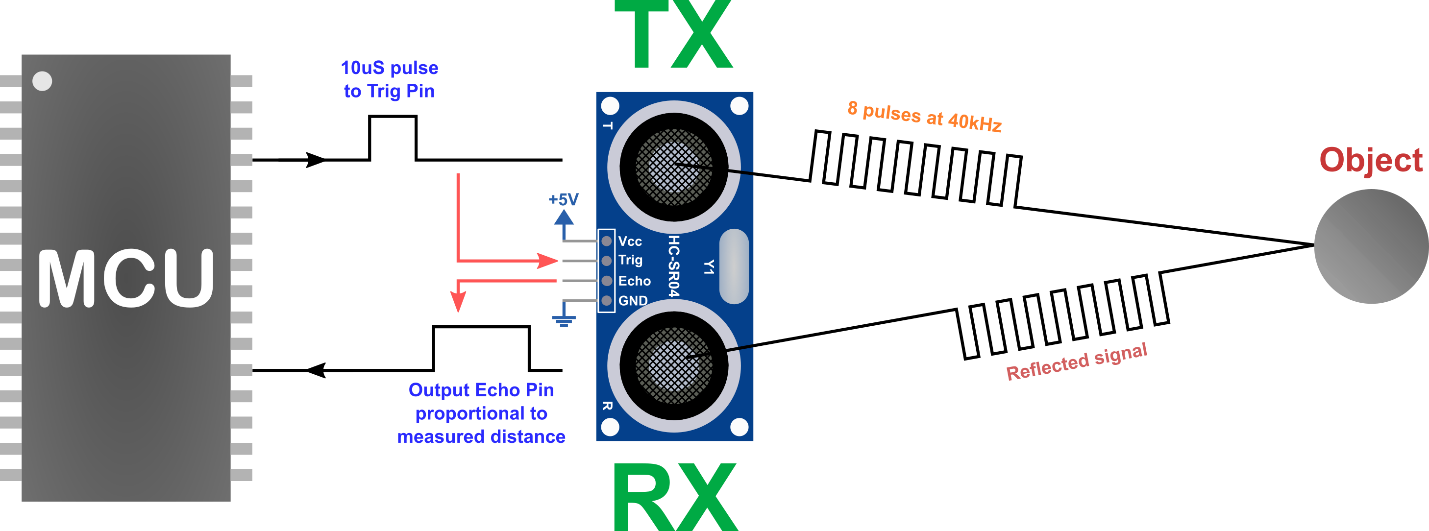 TX
10uS pulse
to Trig Pin
8 pulses at 40kHz
Object
T
+5V
Vcc
Trig
Echo
GND
HC-SR04
Y1
MCU
Reflected signal
Output Echo Pin
proportional to
measured distance
R
RX